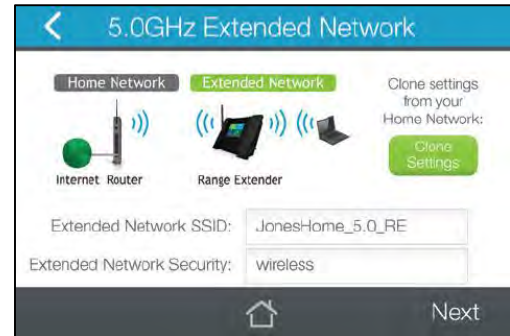 5.0GHz Extended Network
Home Network
Extended Network
Internet Router
Range Extender
Clone settings
from your
Home Network:
Clone
Settings
Extended Network SSID: JonesHome_5.0_RE
Extended Network Security: wireless
Next